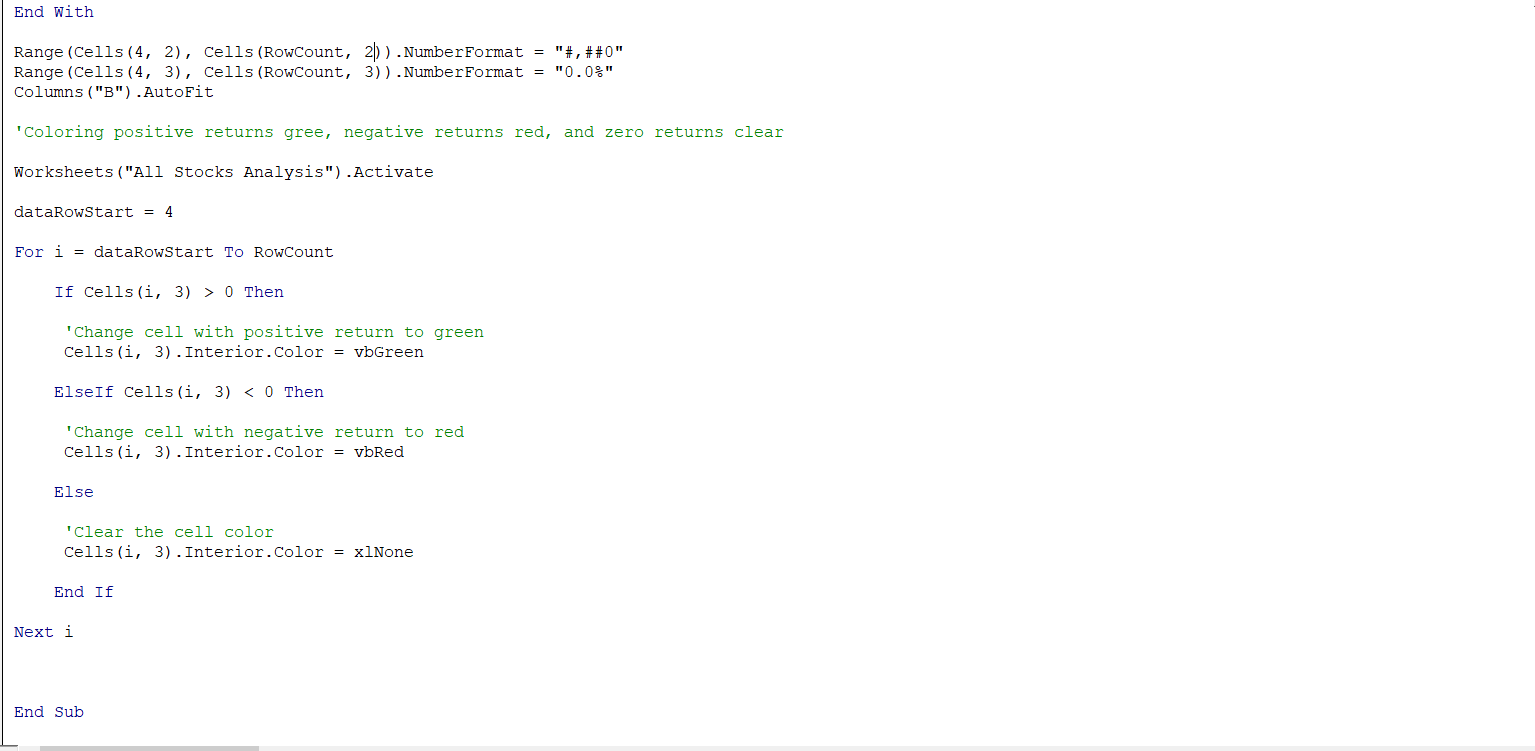 End With
Range(Cells(4, 2), Cells(RowCount, 2)).NumberFormat = "#,##0"
Range(Cells(4, 3), Cells(RowCount, 3)).NumberFormat = "0.0%"
Columns("B").AutoFit
'Coloring positive returns gree, negative returns red, and zero returns clear
Worksheets("All Stocks Analysis").Activate
dataRowStart = 4
For i = dataRowStart To RowCount
If Cells(i, 3) > 0 Then
'Change cell with positive return to green
Cells(i, 3).Interior.Color = vbGreen
ElseIf Cells(i, 3) < 0 Then
'Change cell with negative return to red
Cells(i, 3).Interior.Color = vbRed
Else
'Clear the cell color
Cells(i, 3).Interior.Color = xlNone
End If
Next i
End Sub